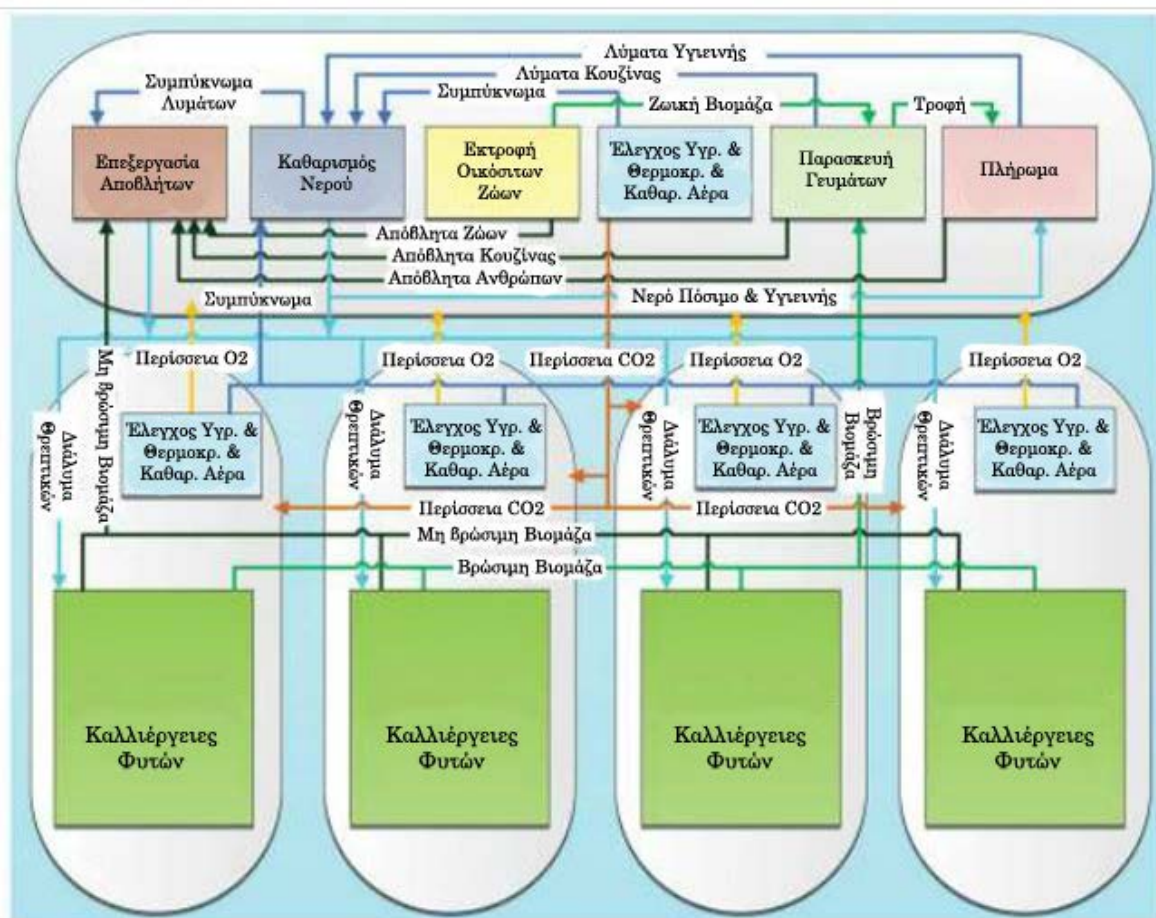 Λύματα Υγιεινής
Λύματα Κουζίνας
Συμπύκνωμα
Λυμάτων
Συμπύκνωμα
Ζωική Βιομάζα
Τροφή
Επεξεργασία
Αποβλήτων
Καθαρισμός
Νερού
Εκτροφή
Οικόσιτων
Ζώων
Έλεγχος Υγρ. &
Θερμοκρ. &
Καθαρ. Αέρα
Παρασκευή
Γευμάτων
Πλήρωμα
Απόβλητα Ζώων
Απόβλητα Κουζίνας
Απόβλητα Ανθρώπων
Συμπύκνωμα
Νερό Πόσιμο & Υγιεινής
Περίσσεια Ο2
Περίσσεια Ο2
Περίσσεια CO2
Περίσσεια Ο2
Περίσσεια Ο2
Μη βρώσιμη Βιομάζα
Διάλυμα
Θρεπτικών
Έλεγχος Υγρ. &
Θερμοκρ. &
Καθαρ. Αέρα
Διάλυμα
Θρεπτικών
Έλεγχος Υγρ. &
Θερμοκρ. &
Καθαρ. Αέρα
Διάλυμα
Θρεπτικών
Έλεγχος Υγρ. &
Θερμοκρ. &
Καθαρ. Αέρα
Βρώσιμη
Βιομάζα
Διάλυμα
Θρεπτικών
Έλεγχος Υγρ. &
Θερμοκρ. &
Καθαρ. Αέρα
Περίσσεια CO2
Περίσσεια CO2
Μη βρώσιμη Βιομάζα
Βρώσιμη Βιομάζα
Καλλιέργειες
Φυτών
Καλλιέργειες
Φυτών
Καλλιέργειες
Φυτών
Καλλιέργειες
Φυτών